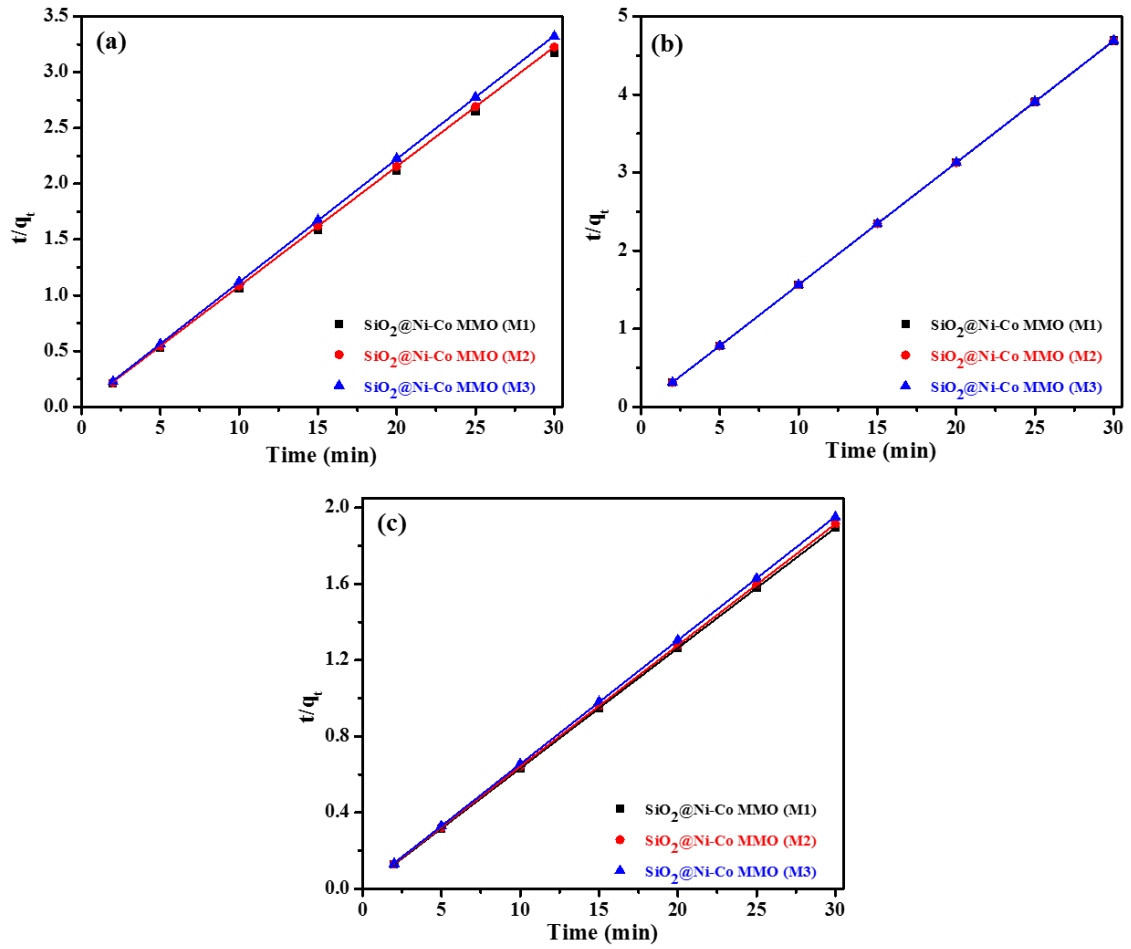 (a)
t/qt
3.5
3.0
2.5
2.0
1.5
1.0
0.5
0.0
SiO2@Ni-Co MMO (M1)
SiO2@Ni-Co MMO (M2)
SiO2@Ni-Co MMO (M3)
0 5 10 15 20 25 30
Time (min)
(b)
t/qt
5
4
3
2
1
0
SiO2@Ni-Co MMO (M1)
SiO2@Ni-Co MMO (M2)
SiO2@Ni-Co MMO (M3)
0 5 10 15 20 25 30
Time (min)
(c)
t/qt
2.0
1.6
1.2
0.8
0.4
0.0
SiO2@Ni-Co MMO (M1)
SiO2@Ni-Co MMO (M2)
SiO2@Ni-Co MMO (M3)
0 5 10 15 20 25 30
Time (min)